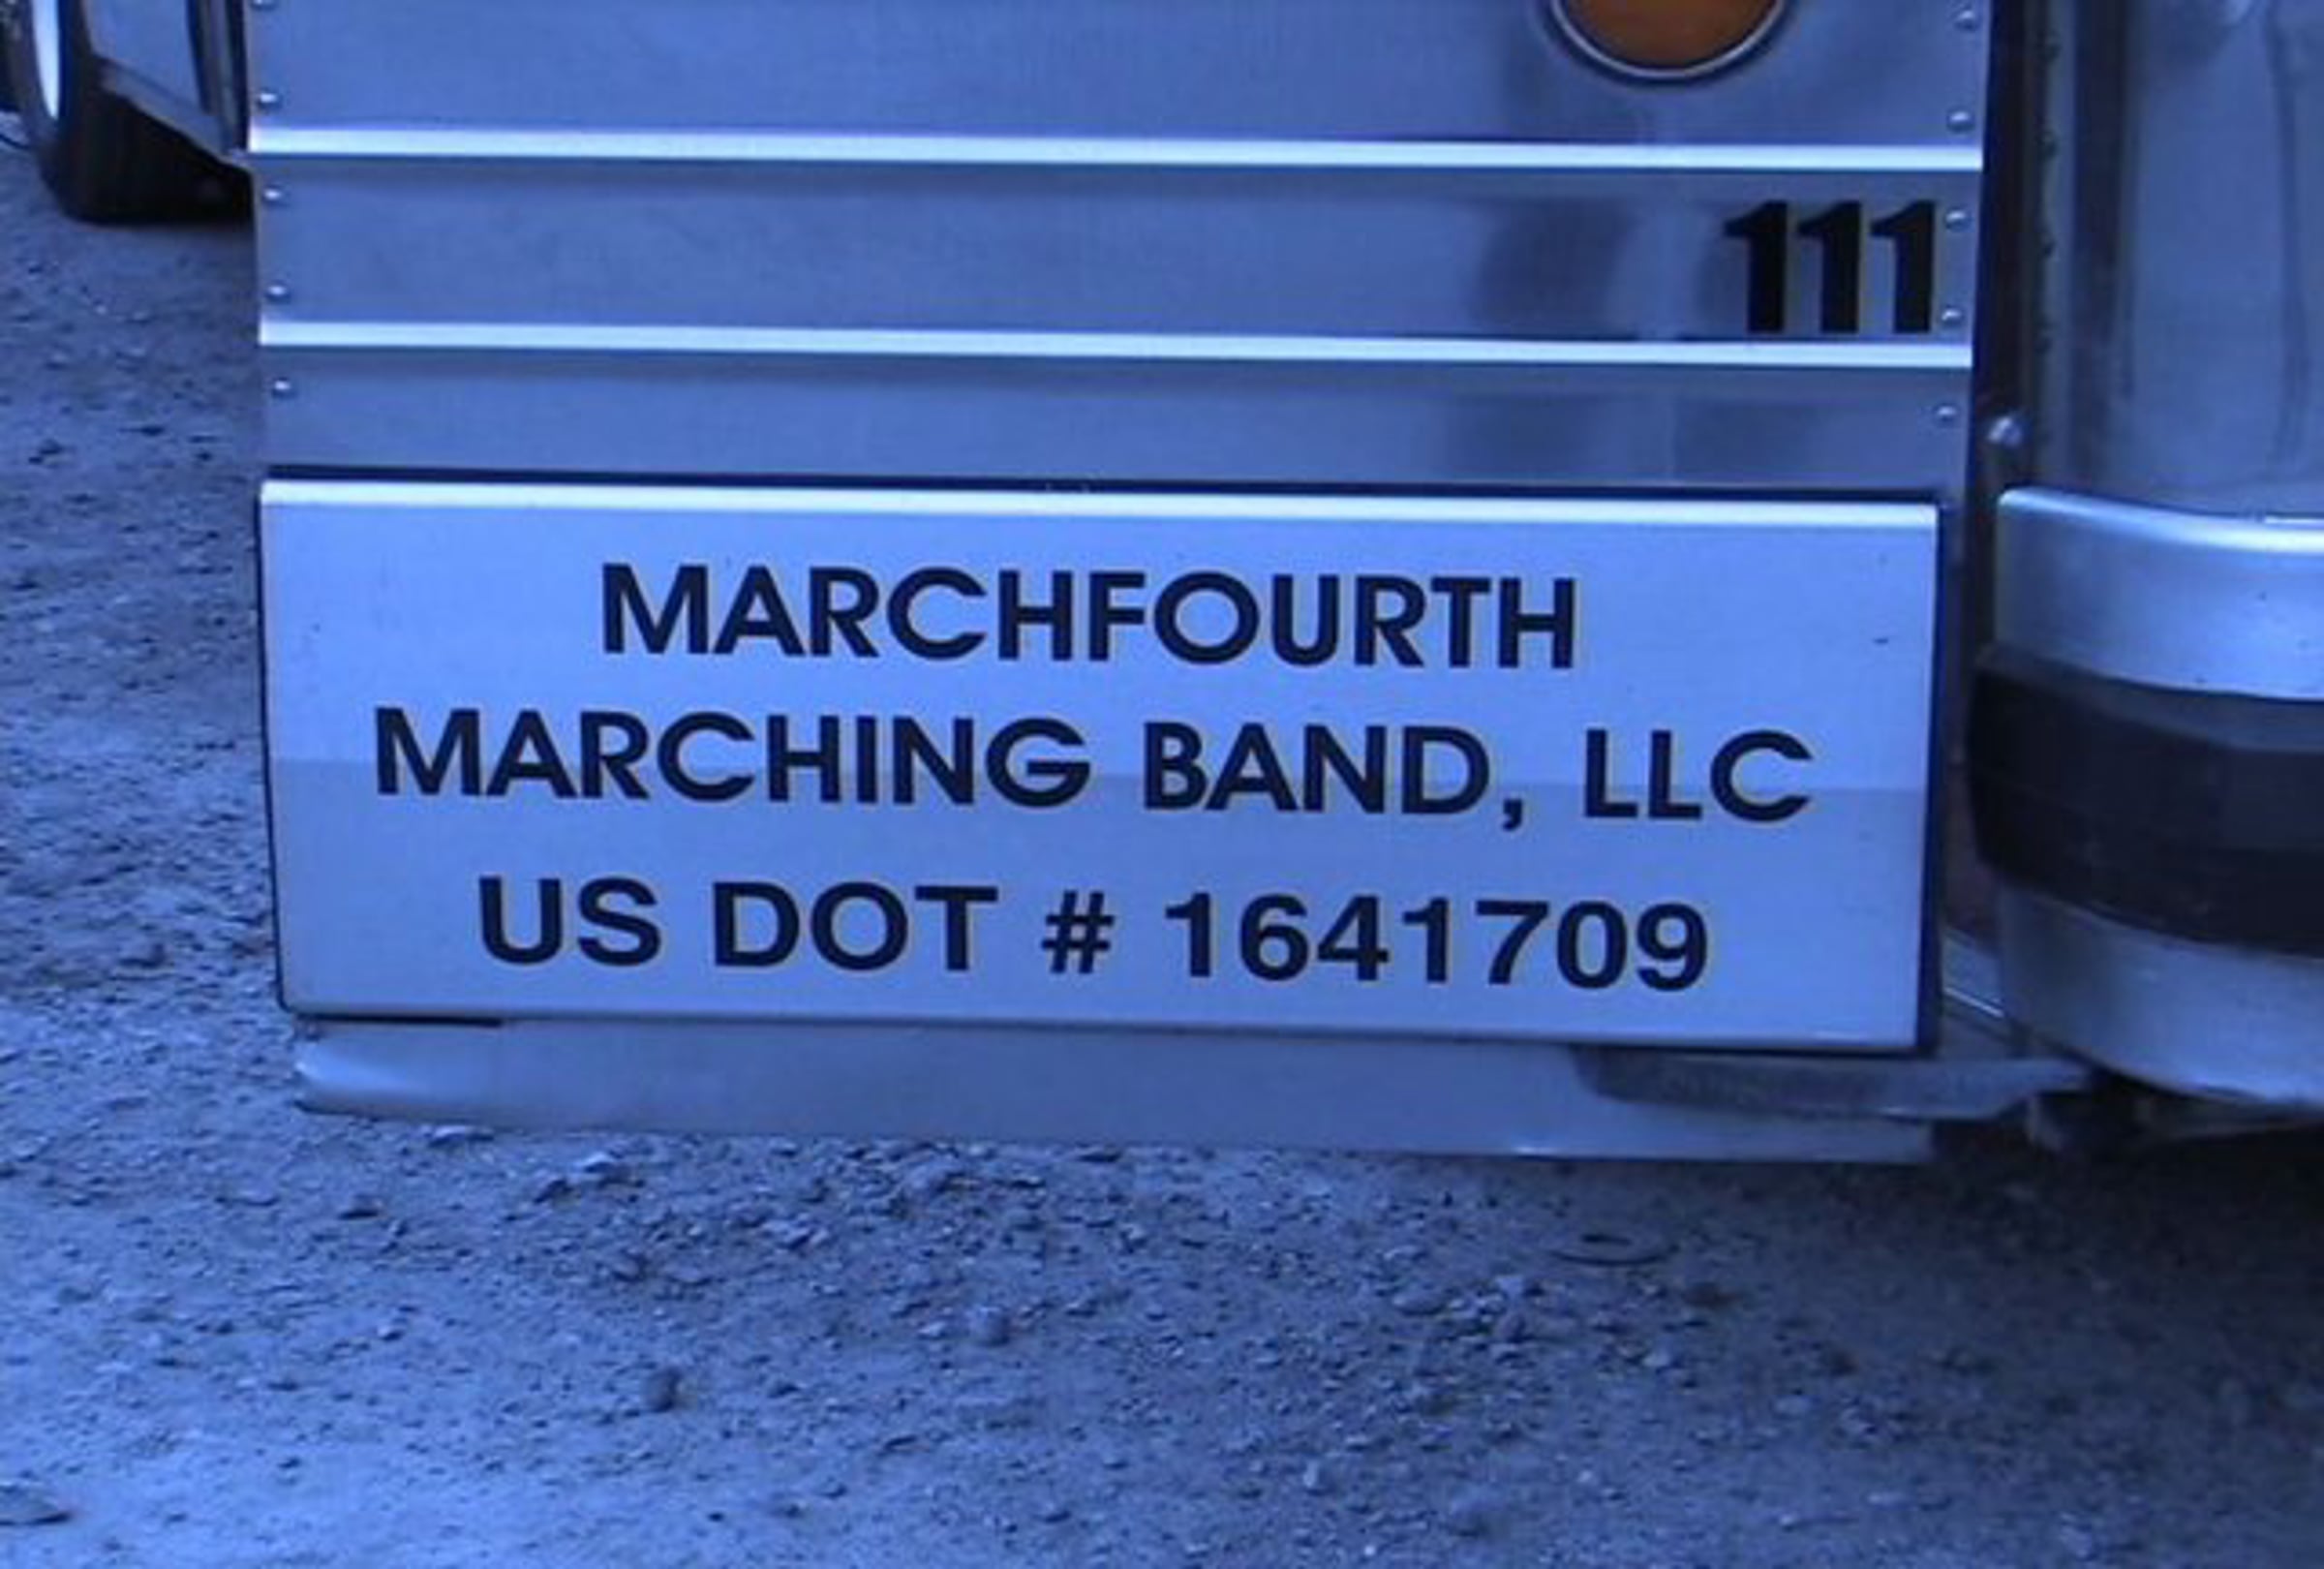 111
MARCHFOURTH
MARCHING BAND, LLC
US DOT # 1641709